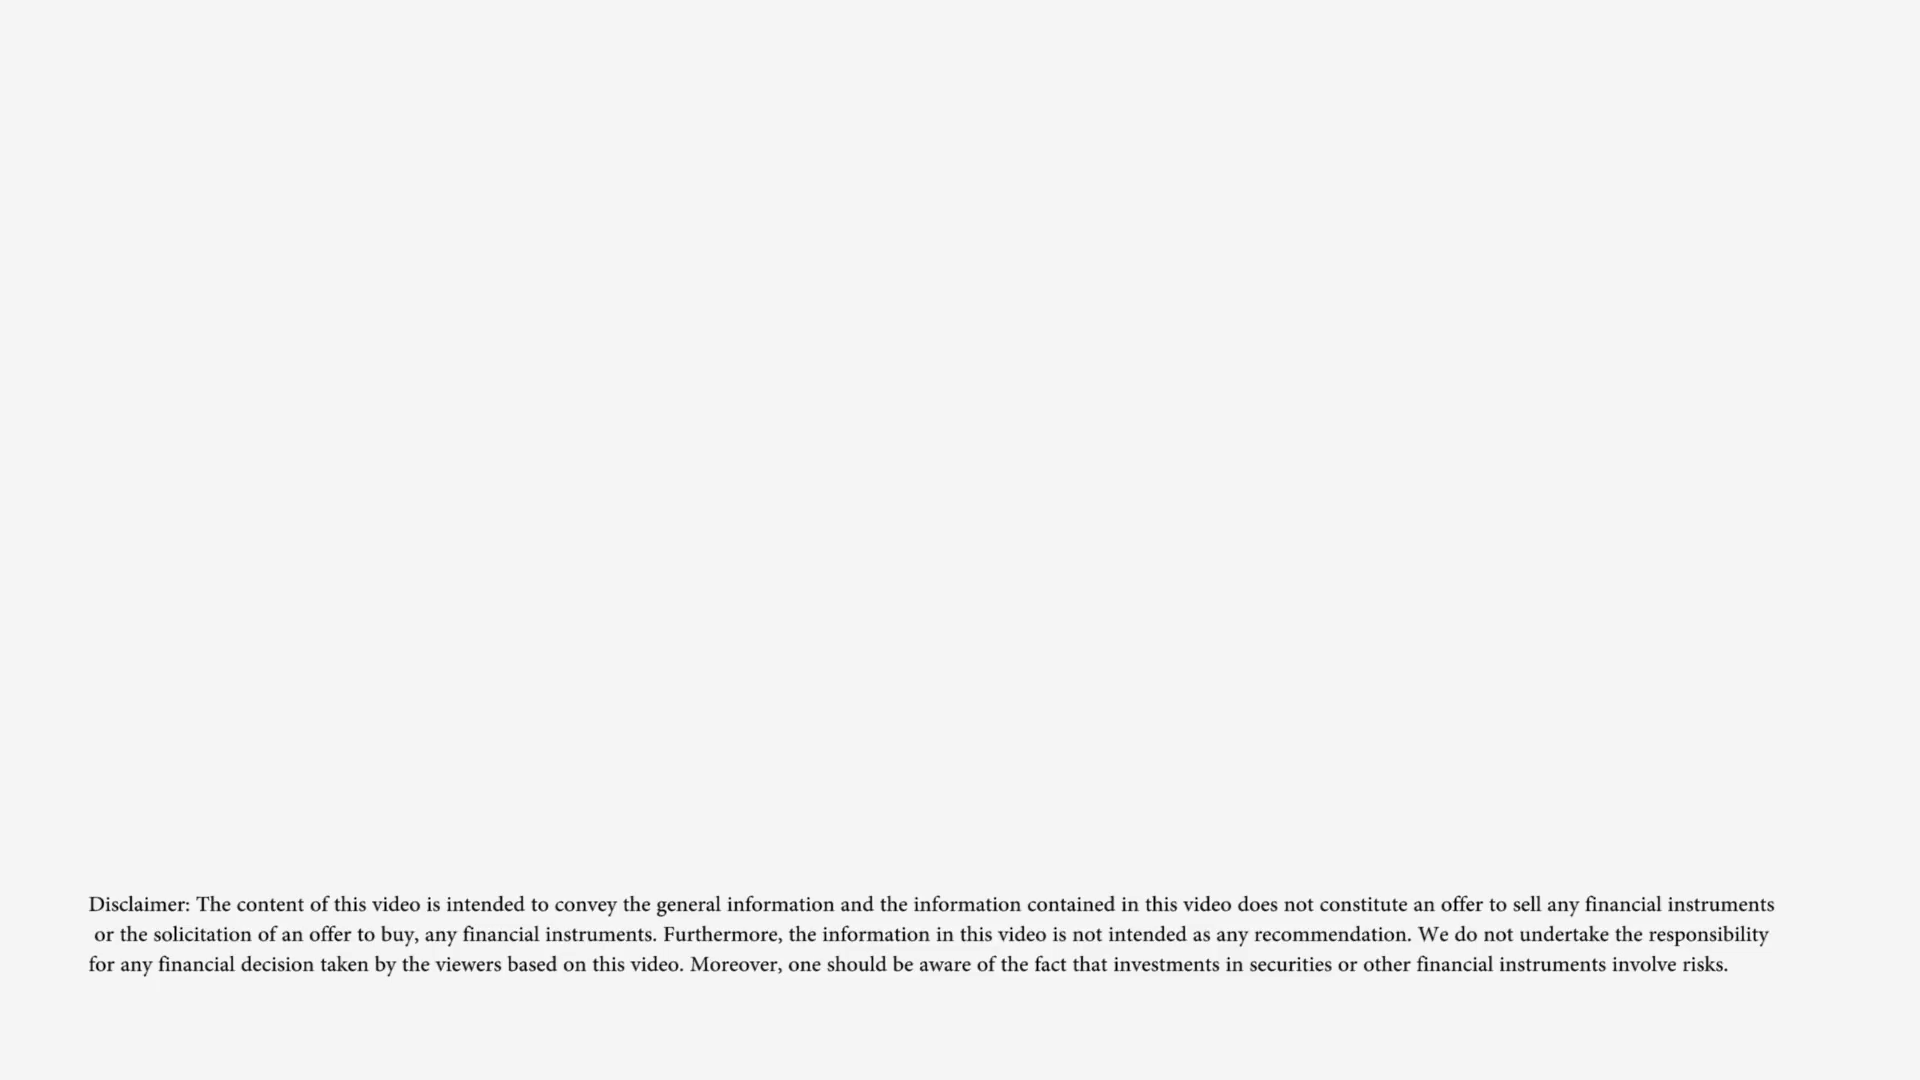 Disclaimer: The content of this video is intended to convey the general information and the information contained in this video does not constitute an offer to sell any financial instruments
or the solicitation of an offer to buy, any financial instruments. Furthermore, the information in this video is not intended as any recommendation. We do not undertake the responsibility
for any financial decision taken by the viewers based on this video. Moreover, one should be aware of the fact that investments in securities or other financial instruments involve risks.